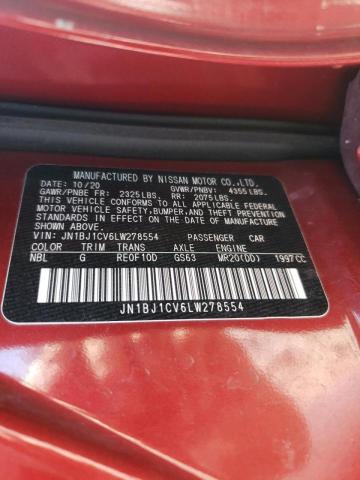 MANUFACTURED BY NISSAN MOTOR CO.,LTD.
DATE: 10/20 GVWR/PNBV: 4355 LBS.
GAWR/PNBE FR: 2325 LBS. RR: 2075 LBS.
THIS VEHICLE CONFORMS TO ALL APPLICABLE FEDERAL
MOTOR VEHICLE SAFETY,BUMPER,AND THEFT PREVENTION
STANDARDS IN EFFECT ON THE DATE OF MANUFACTURE
SHOWN ABOVE.
VIN: JN1BJ1CV6LW278554 PASSENGER CAR
COLOR TRIM TRANS AXLE ENGINE
NBL G RE0F10D GS63 MR20(DD) 1997 CC
JN1BJ1CV6LW278554